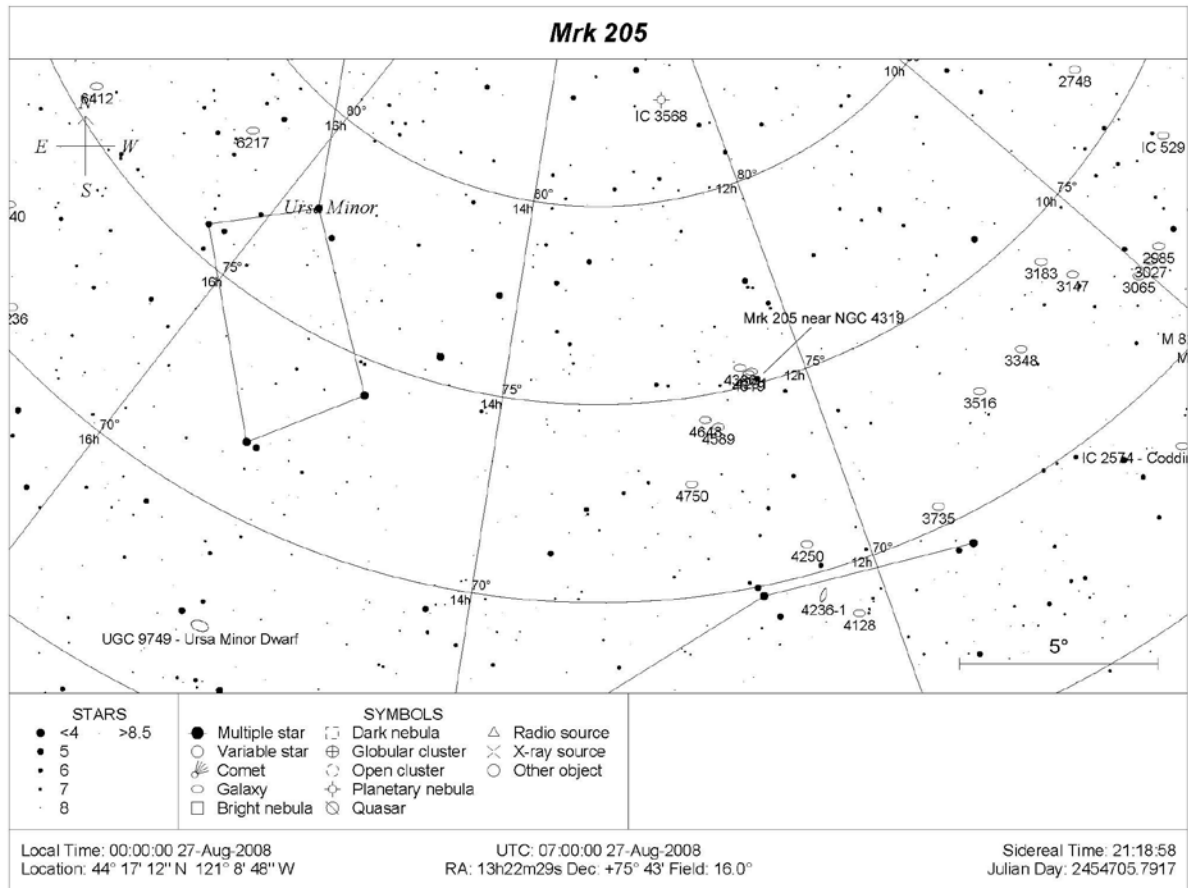 Mrk 205
6412
N
E W
S
6217
IC 3568
2748
IC 529
80°
16h
10h
80°
14h
80°
12h
75°
10h
40
Ursa Minor
75°
16h
2985
3027
3065
3183
3147
236
Mrk 205 near NGC 4319
M 8
M
3348
75°
12h
75°
14h
3516
70°
16h
4648
4589
IC 2574 - Coddin
4750
3735
4250
70°
12h
70°
14h
4236-1
4128
UGC 9749 - Ursa Minor Dwarf
5°
STARS
<4 >8.5
5
6
7
8
SYMBOLS
Multiple star
Variable star
Comet
Galaxy
Bright nebula
Dark nebula
Globular cluster
Open cluster
Planetary nebula
Quasar
Radio source
X-ray source
Other object
Local Time: 00:00:00 27-Aug-2008
Location: 44° 17' 12" N 121° 8' 48" W
UTC: 07:00:00 27-Aug-2008
RA: 13h22m29s Dec: +75° 43' Field: 16.0°
Sidereal Time: 21:18:58
Julian Day: 2454705.7917